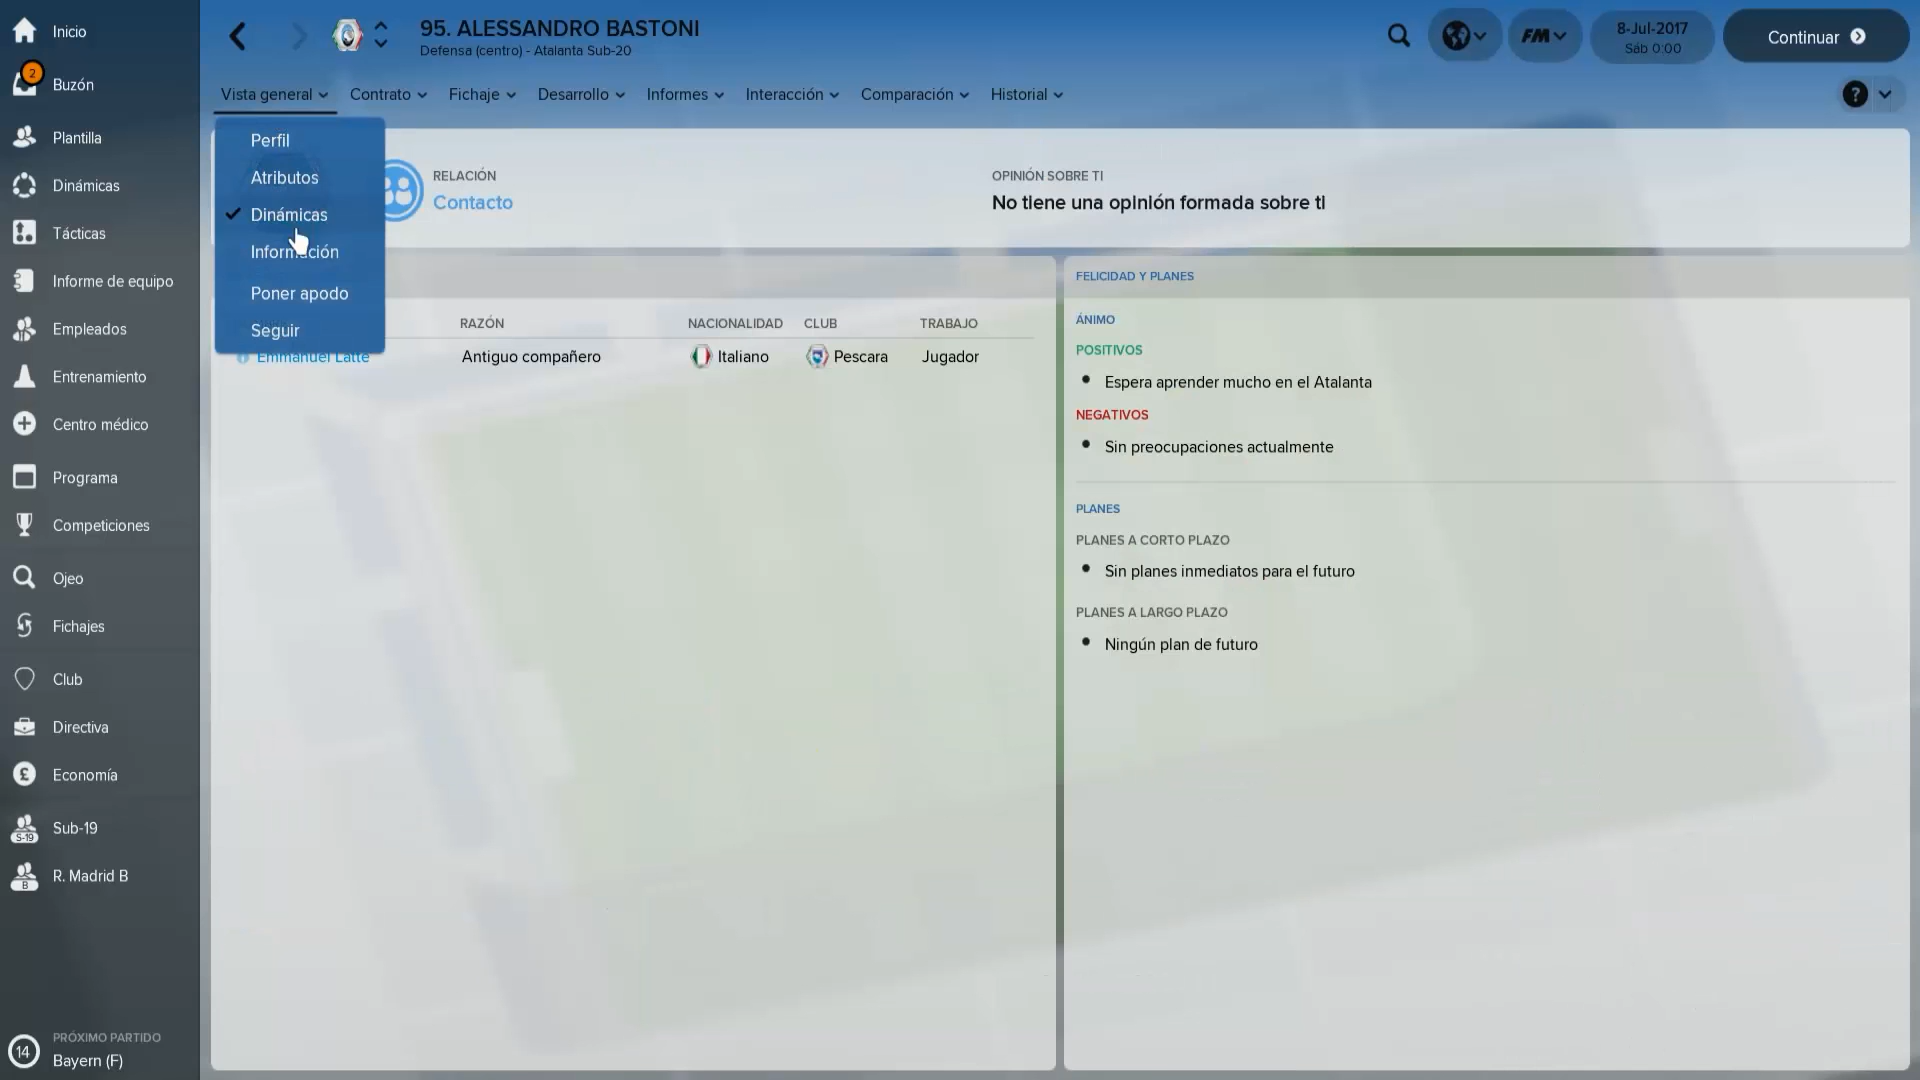 Inicio
2
Buzón
Plantilla
Dinámicas
Tácticas
Informe de equipo
Empleados
Entrenamiento
Centro médico
Programa
Competiciones
Ojeo
Fichajes
Club
Directiva
Economía
S-19
Sub-19
B
R. Madrid B
14
PRÓXIMO PARTIDO
Bayern (F)
95. ALESSANDRO BASTONI
Defensa (centro) - Atalanta Sub-20
FM
8-Jul-2017
Sáb 0:00
Continuar
Vista general
Contrato
Fichaje
Desarrollo
Informes
Interacción
Comparación
Historial
?
Perfil
Atributos
Dinámicas
Información
Poner apodo
Seguir
RELACIÓN
Contacto
OPINIÓN SOBRE TI
No tiene una opinión formada sobre ti
RAZÓN
NACIONALIDAD
CLUB
TRABAJO
Emmanuel Latte
Antiguo compañero
Italiano
Pescara
Jugador
FELICIDAD Y PLANES
ÁNIMO
POSITIVOS
Espera aprender mucho en el Atalanta
NEGATIVOS
Sin preocupaciones actualmente
PLANES
PLANES A CORTO PLAZO
Sin planes inmediatos para el futuro
PLANES A LARGO PLAZO
Ningún plan de futuro